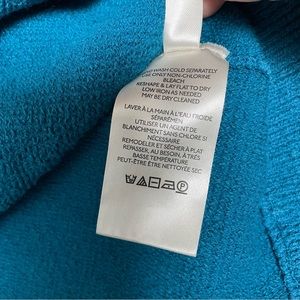 WASH COLD SEPARATELY
USE ONLY NON-CHLORINE
BLEACH
RESHAPE & LAY FLAT TO DRY
LOW IRON AS NEEDED
MAY BE DRY CLEANED
LAVER À LA MAIN À L'EAU FROIDE
SÉPARÉMENT
UTILISER UN AGENT DE
BLANCHIMENT SANS CHLORE SI
NÉCESSAIRE
REMODELER ET SÉCHER À PLAT
REPASSER, AU BESOIN, À TRÈS
BASSE TEMPÉRATURE
PEUT-ÊTRE ÊTRE NETTOYÉE SEC
P